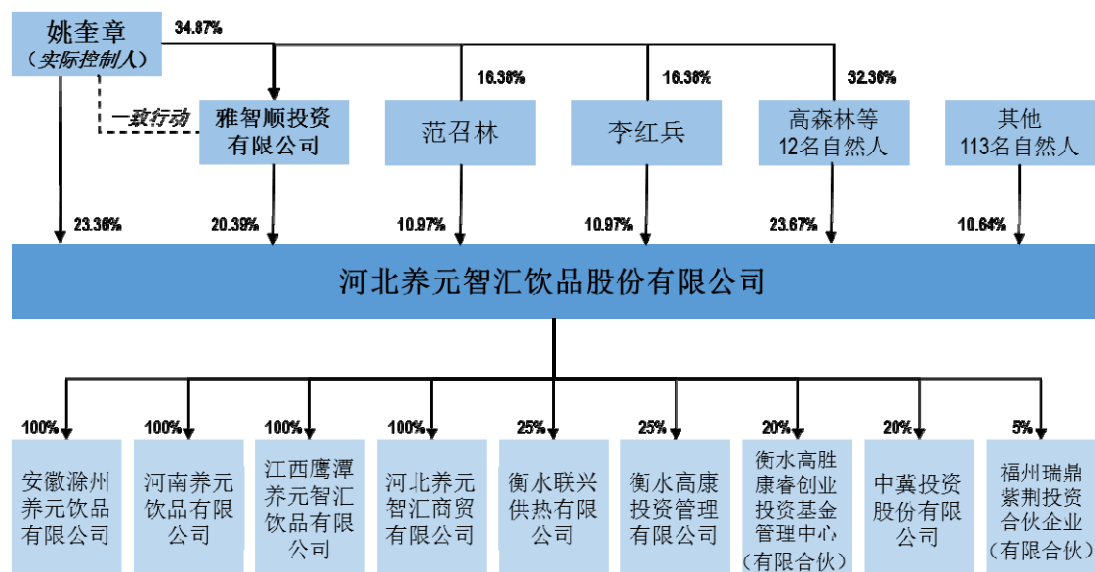 姚奎章
（实际控制人）
34.87%
16.38%
16.38%
32.36%
一致行动
雅智顺投资
有限公司
范召林
李红兵
高森林等
12名自然人
其他
113名自然人
23.36%
20.39%
10.97%
10.97%
23.67%
10.64%
河北养元智汇饮品股份有限公司
100%
100%
100%
100%
25%
25%
20%
20%
5%
安徽滁州
养元饮品
有限公司
河南养元
饮品有限
公司
江西鹰潭
养元智汇
饮品有限
公司
河北养元
智汇商贸
有限公司
衡水联兴
供热有限
公司
衡水高康
投资管理
有限公司
衡水高胜
康睿创业
投资基金
管理中心
（有限合伙）
中冀投资
股份有限
公司
福州瑞鼎
紫荆投资
合伙企业
（有限合伙）